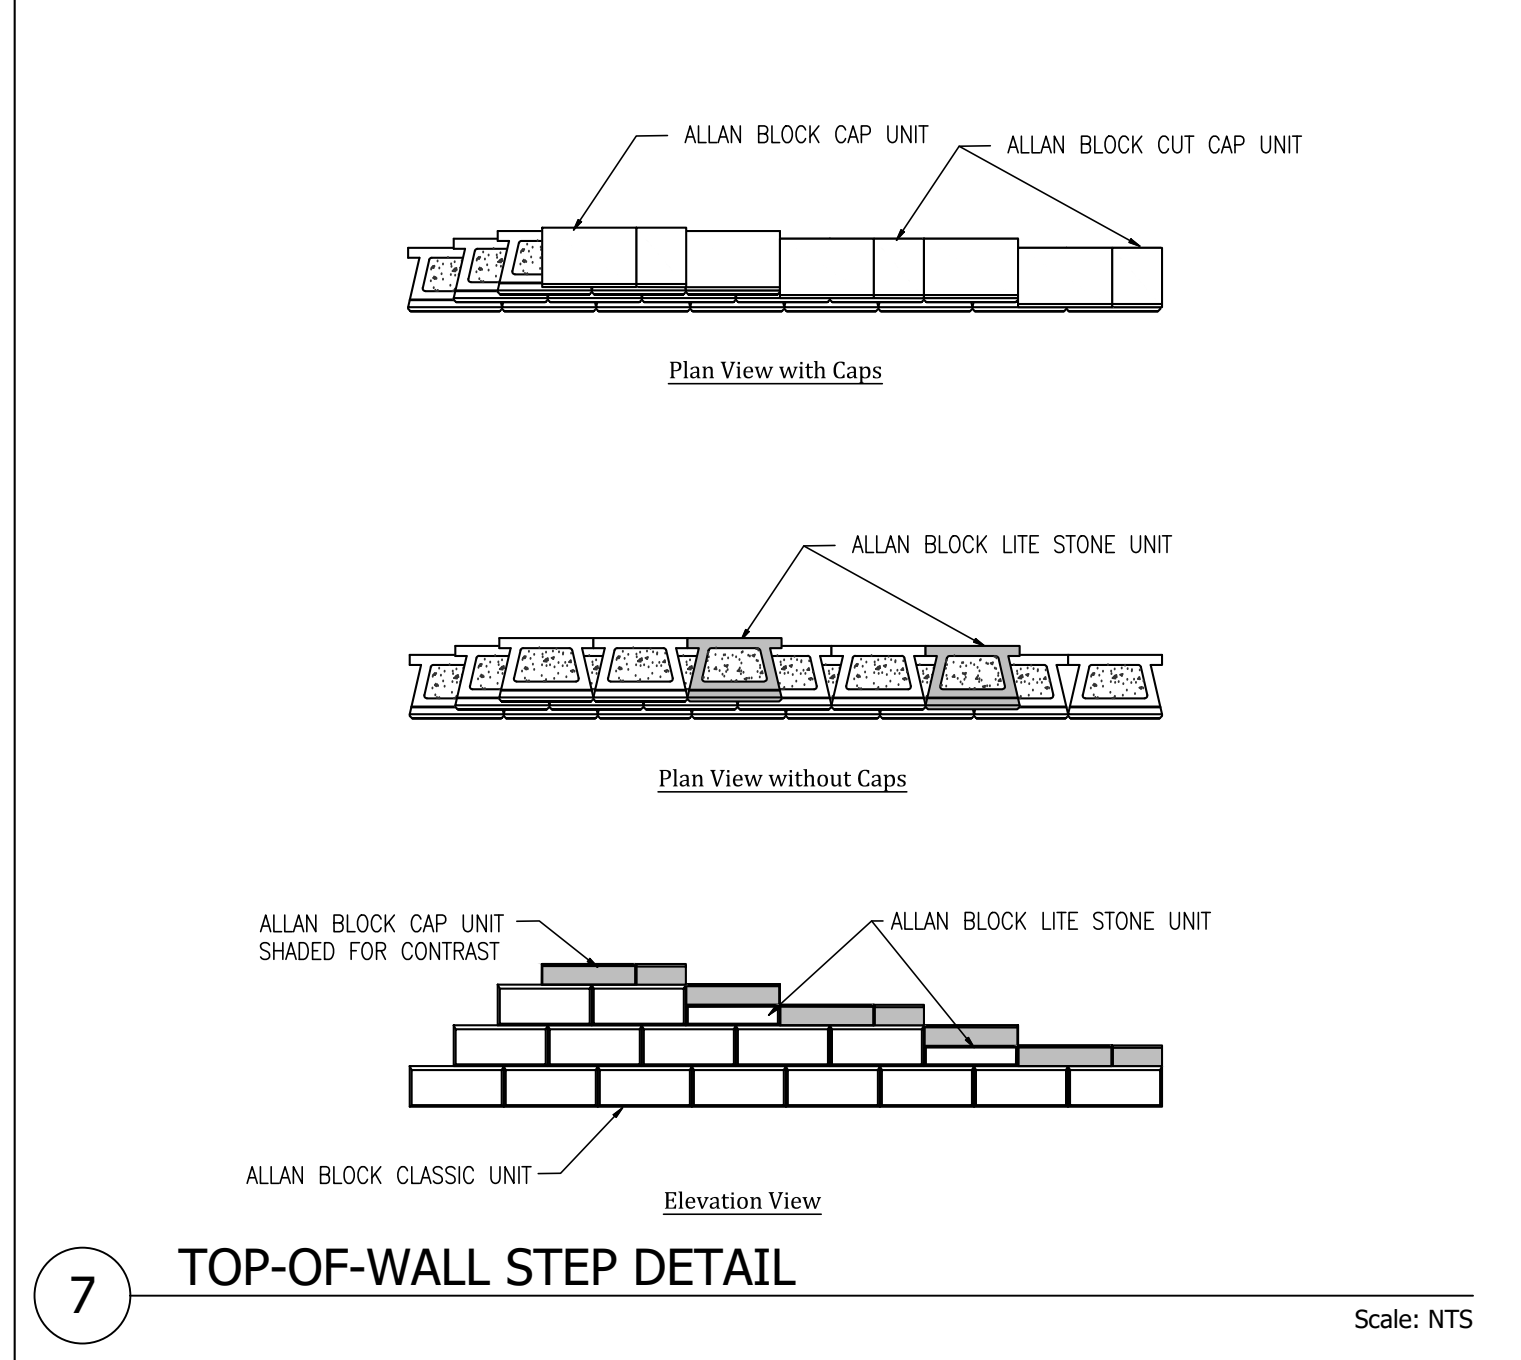 ALLAN BLOCK CAP UNIT
ALLAN BLOCK CUT CAP UNIT
Plan View with Caps
ALLAN BLOCK LITE STONE UNIT
Plan View without Caps
ALLAN BLOCK CAP UNIT
SHADED FOR CONTRAST
ALLAN BLOCK LITE STONE UNIT
ALLAN BLOCK CLASSIC UNIT
Elevation View
7
TOP-OF-WALL STEP DETAIL
Scale: NTS